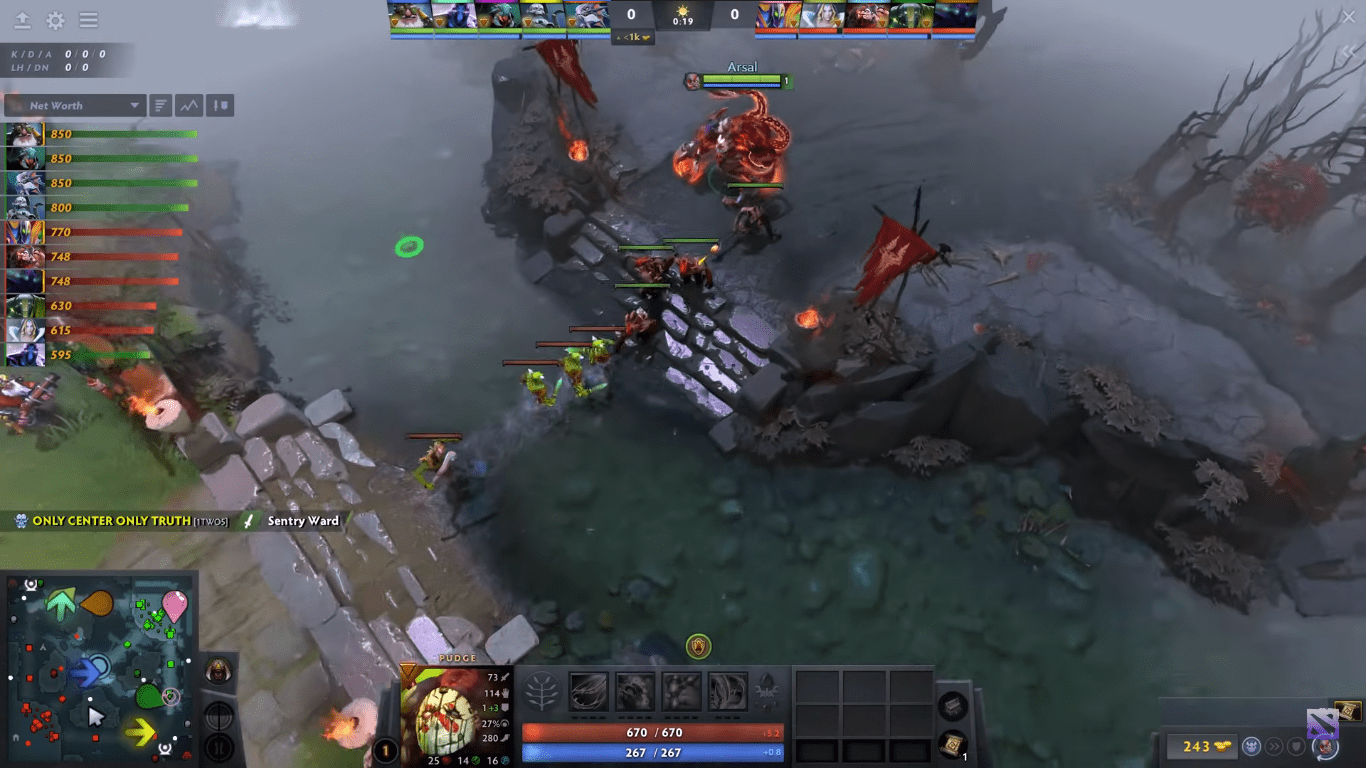 0 0:19 0
<1k
K / D / A 0 / 0 / 0
LH / DN 0 / 0
Arsal
1
Net Worth
850
850
850
800
770
748
748
630
615
595
ONLY CENTER ONLY TRUTH [1TWOS] Sentry Ward
PUDGE
73
114
1 +3
27%
280
1
25 14 16
670 / 670 +5.2
267 / 267 +0.8
1
243